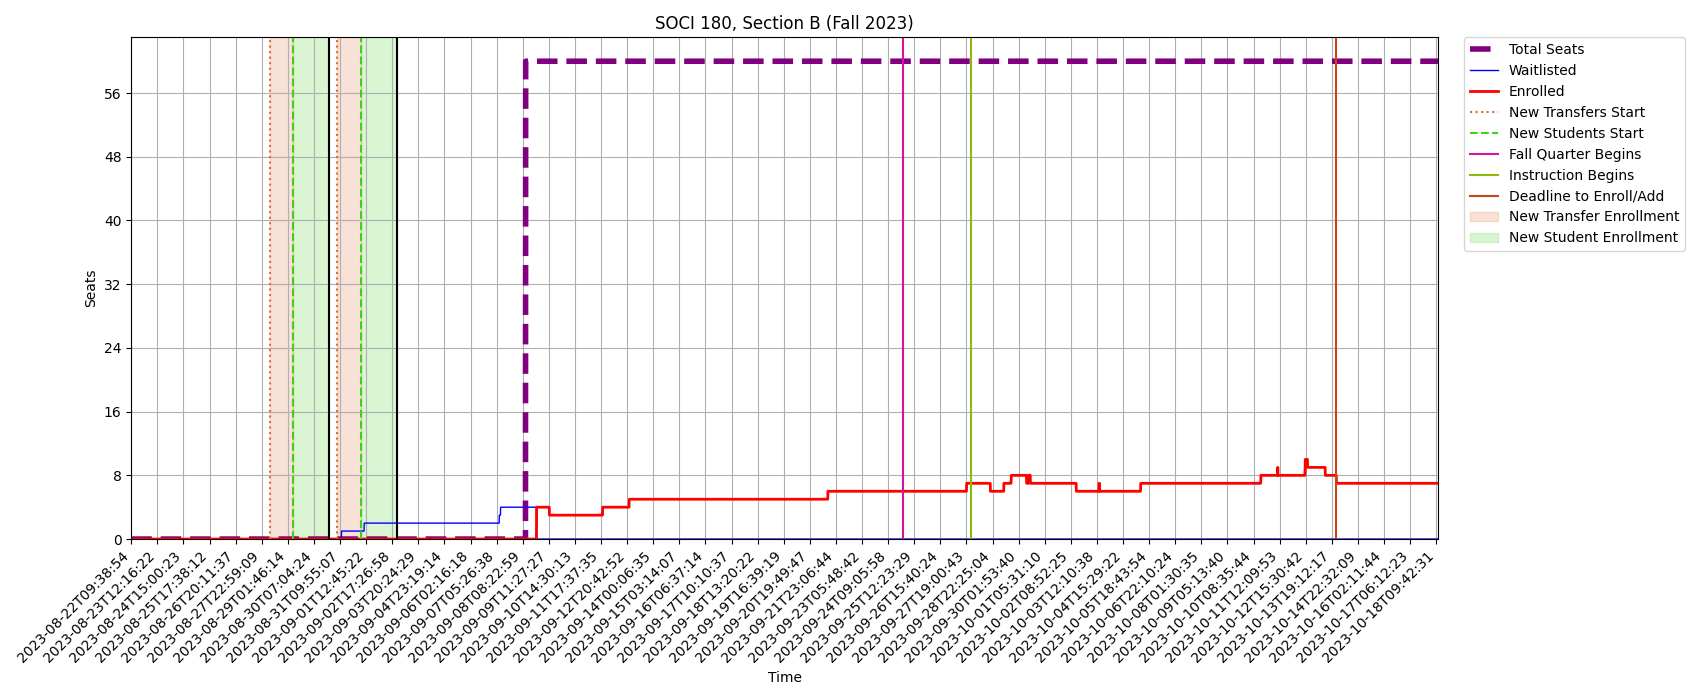 SOCI 180, Section B (Fall 2023)
Total Seats
Waitlisted
Enrolled
New Transfers Start
New Students Start
Fall Quarter Begins
Instruction Begins
Deadline to Enroll/Add
New Transfer Enrollment
New Student Enrollment
Seats
56
48
40
32
24
16
8
0
2023-08-22T09:38:54
2023-08-23T12:16:22
2023-08-24T15:00:23
2023-08-25T17:38:12
2023-08-26T20:11:37
2023-08-27T22:59:09
2023-08-29T01:46:14
2023-08-30T07:04:24
2023-08-31T09:55:07
2023-09-01T12:45:22
2023-09-02T17:26:58
2023-09-03T20:24:29
2023-09-04T23:19:14
2023-09-06T02:16:18
2023-09-07T05:26:38
2023-09-08T08:22:59
2023-09-09T11:27:27
2023-09-10T14:30:13
2023-09-11T17:37:35
2023-09-12T20:42:52
2023-09-14T00:06:35
2023-09-15T03:14:07
2023-09-16T06:37:14
2023-09-17T10:10:37
2023-09-18T13:20:22
2023-09-19T16:39:19
2023-09-20T19:49:47
2023-09-21T23:06:44
2023-09-23T05:48:42
2023-09-24T09:05:58
2023-09-25T12:23:29
2023-09-26T15:40:24
2023-09-27T19:00:43
2023-09-28T22:25:04
2023-09-30T01:53:40
2023-10-01T05:31:10
2023-10-02T08:52:25
2023-10-03T12:10:38
2023-10-04T15:29:22
2023-10-05T18:43:54
2023-10-06T22:10:24
2023-10-08T01:30:35
2023-10-09T05:13:40
2023-10-10T08:35:44
2023-10-11T12:09:53
2023-10-12T15:30:42
2023-10-13T19:12:17
2023-10-14T22:32:09
2023-10-16T02:11:44
2023-10-17T06:12:23
2023-10-18T09:42:31
Time